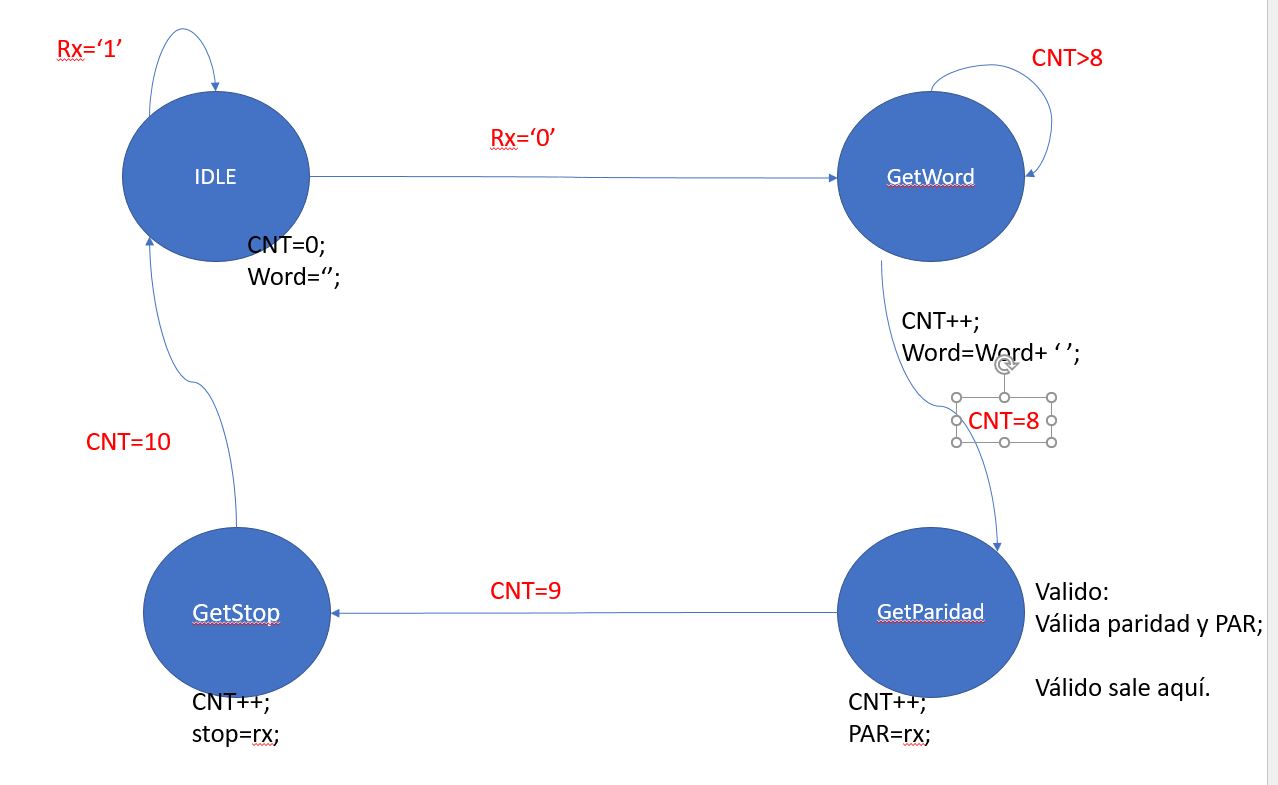 Rx=‘1’
CNT>8
Rx=‘0’
IDLE
GetWord
CNT=0;
Word=‘’;
CNT++;
Word=Word+ ‘ ’;
CNT=8
CNT=10
CNT=9
GetStop
GetParidad
Valido:
Válida paridad y PAR;
Válido sale aquí.
CNT++;
stop=rx;
CNT++;
PAR=rx;